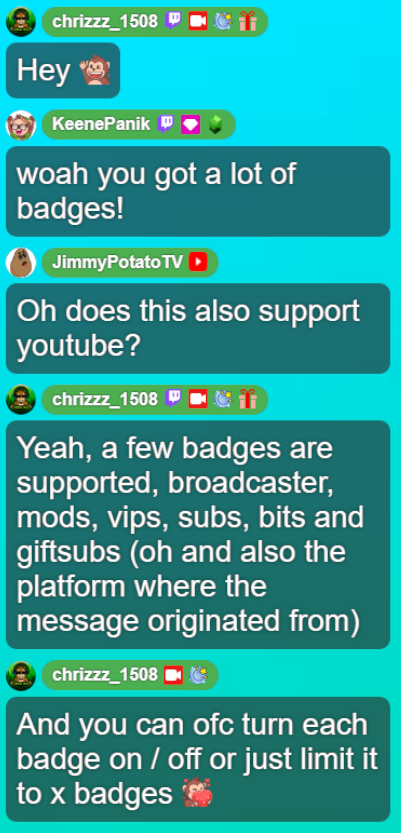 chrizzz_1508
Hey
KeenePanik
woah you got a lot of
badges!
JimmyPotatoTV
Oh does this also support
youtube?
chrizzz_1508
Yeah, a few badges are
supported, broadcaster,
mods, vips, subs, bits and
giftsubs (oh and also the
platform where the
message originated from)
chrizzz_1508
And you can ofc turn each
badge on / off or just limit it
to x badges